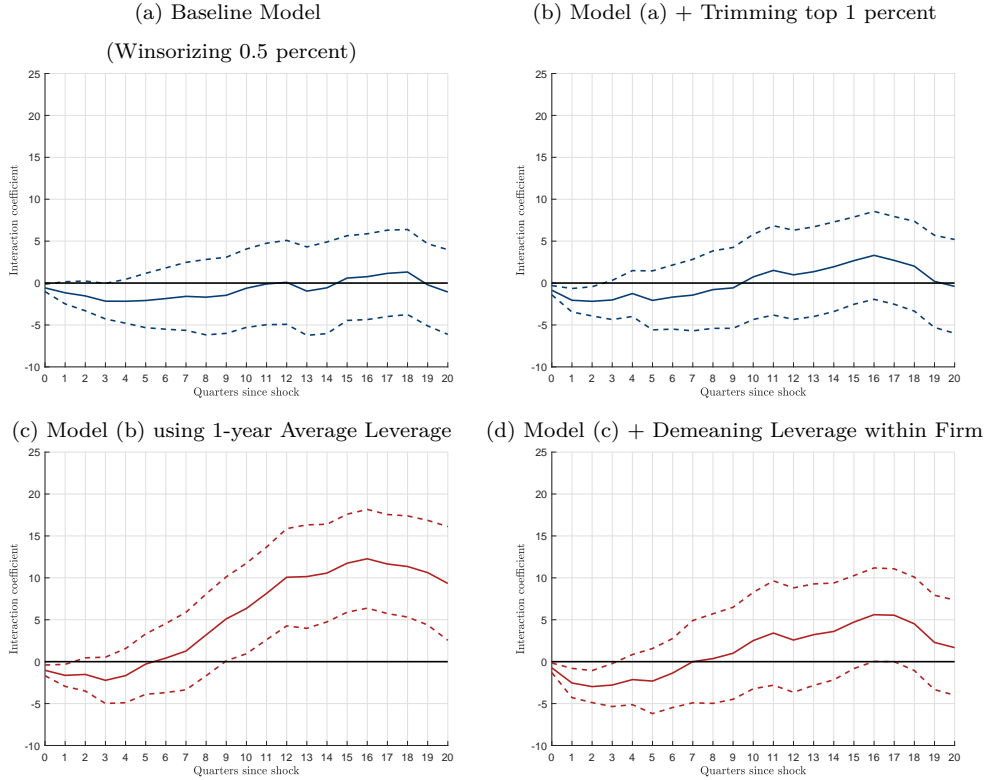 (a) Baseline Model
(Winsorizing 0.5 percent)
25
20
15
10
5
0
-5
-10
Interaction coefficient
0 1 2 3 4 5 6 7 8 9 10 11 12 13 14 15 16 17 18 19 20
Quarters since shock
(b) Model (a) + Trimming top 1 percent
25
20
15
10
5
0
-5
-10
Interaction coefficient
0 1 2 3 4 5 6 7 8 9 10 11 12 13 14 15 16 17 18 19 20
Quarters since shock
(c) Model (b) using 1-year Average Leverage
25
20
15
10
5
0
-5
-10
Interaction coefficient
0 1 2 3 4 5 6 7 8 9 10 11 12 13 14 15 16 17 18 19 20
Quarters since shock
(d) Model (c) + Demeaning Leverage within Firm
25
20
15
10
5
0
-5
-10
Interaction coefficient
0 1 2 3 4 5 6 7 8 9 10 11 12 13 14 15 16 17 18 19 20
Quarters since shock